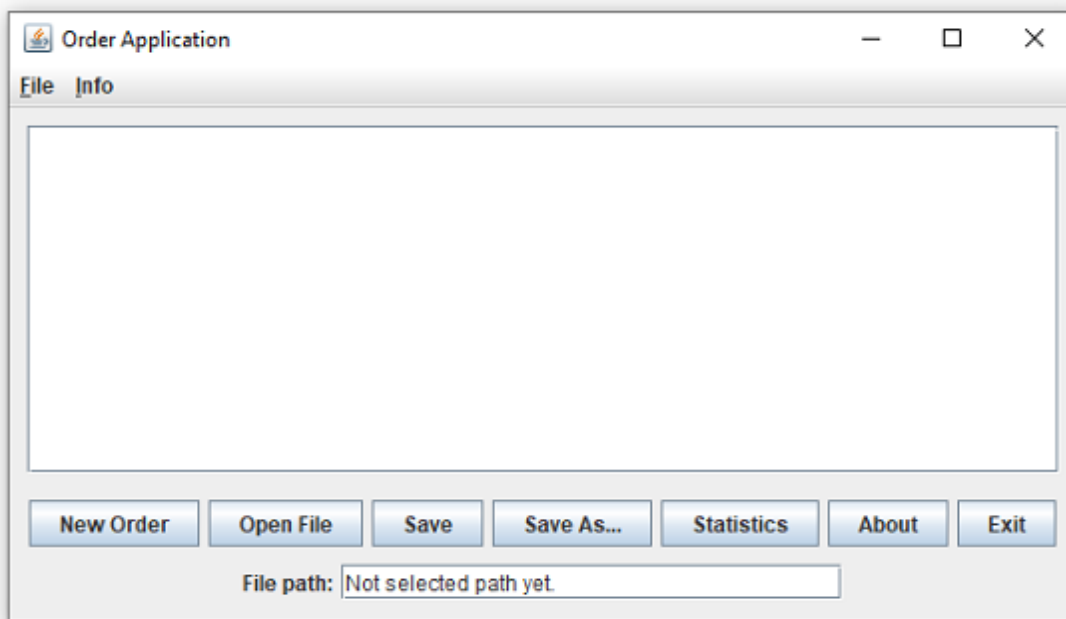 Order Application
File Info
New Order Open File Save Save As... Statistics About Exit
File path: Not selected path yet.